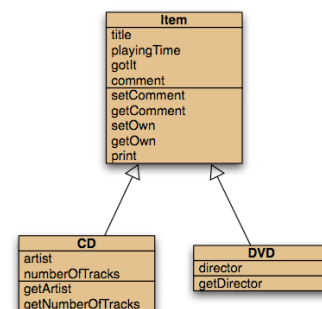 Item
title
playingTime
gotIt
comment
setComment
getComment
setOwn
getOwn
print
CD
artist
numberOfTracks
getArtist
getNumberOfTracks
DVD
director
getDirector